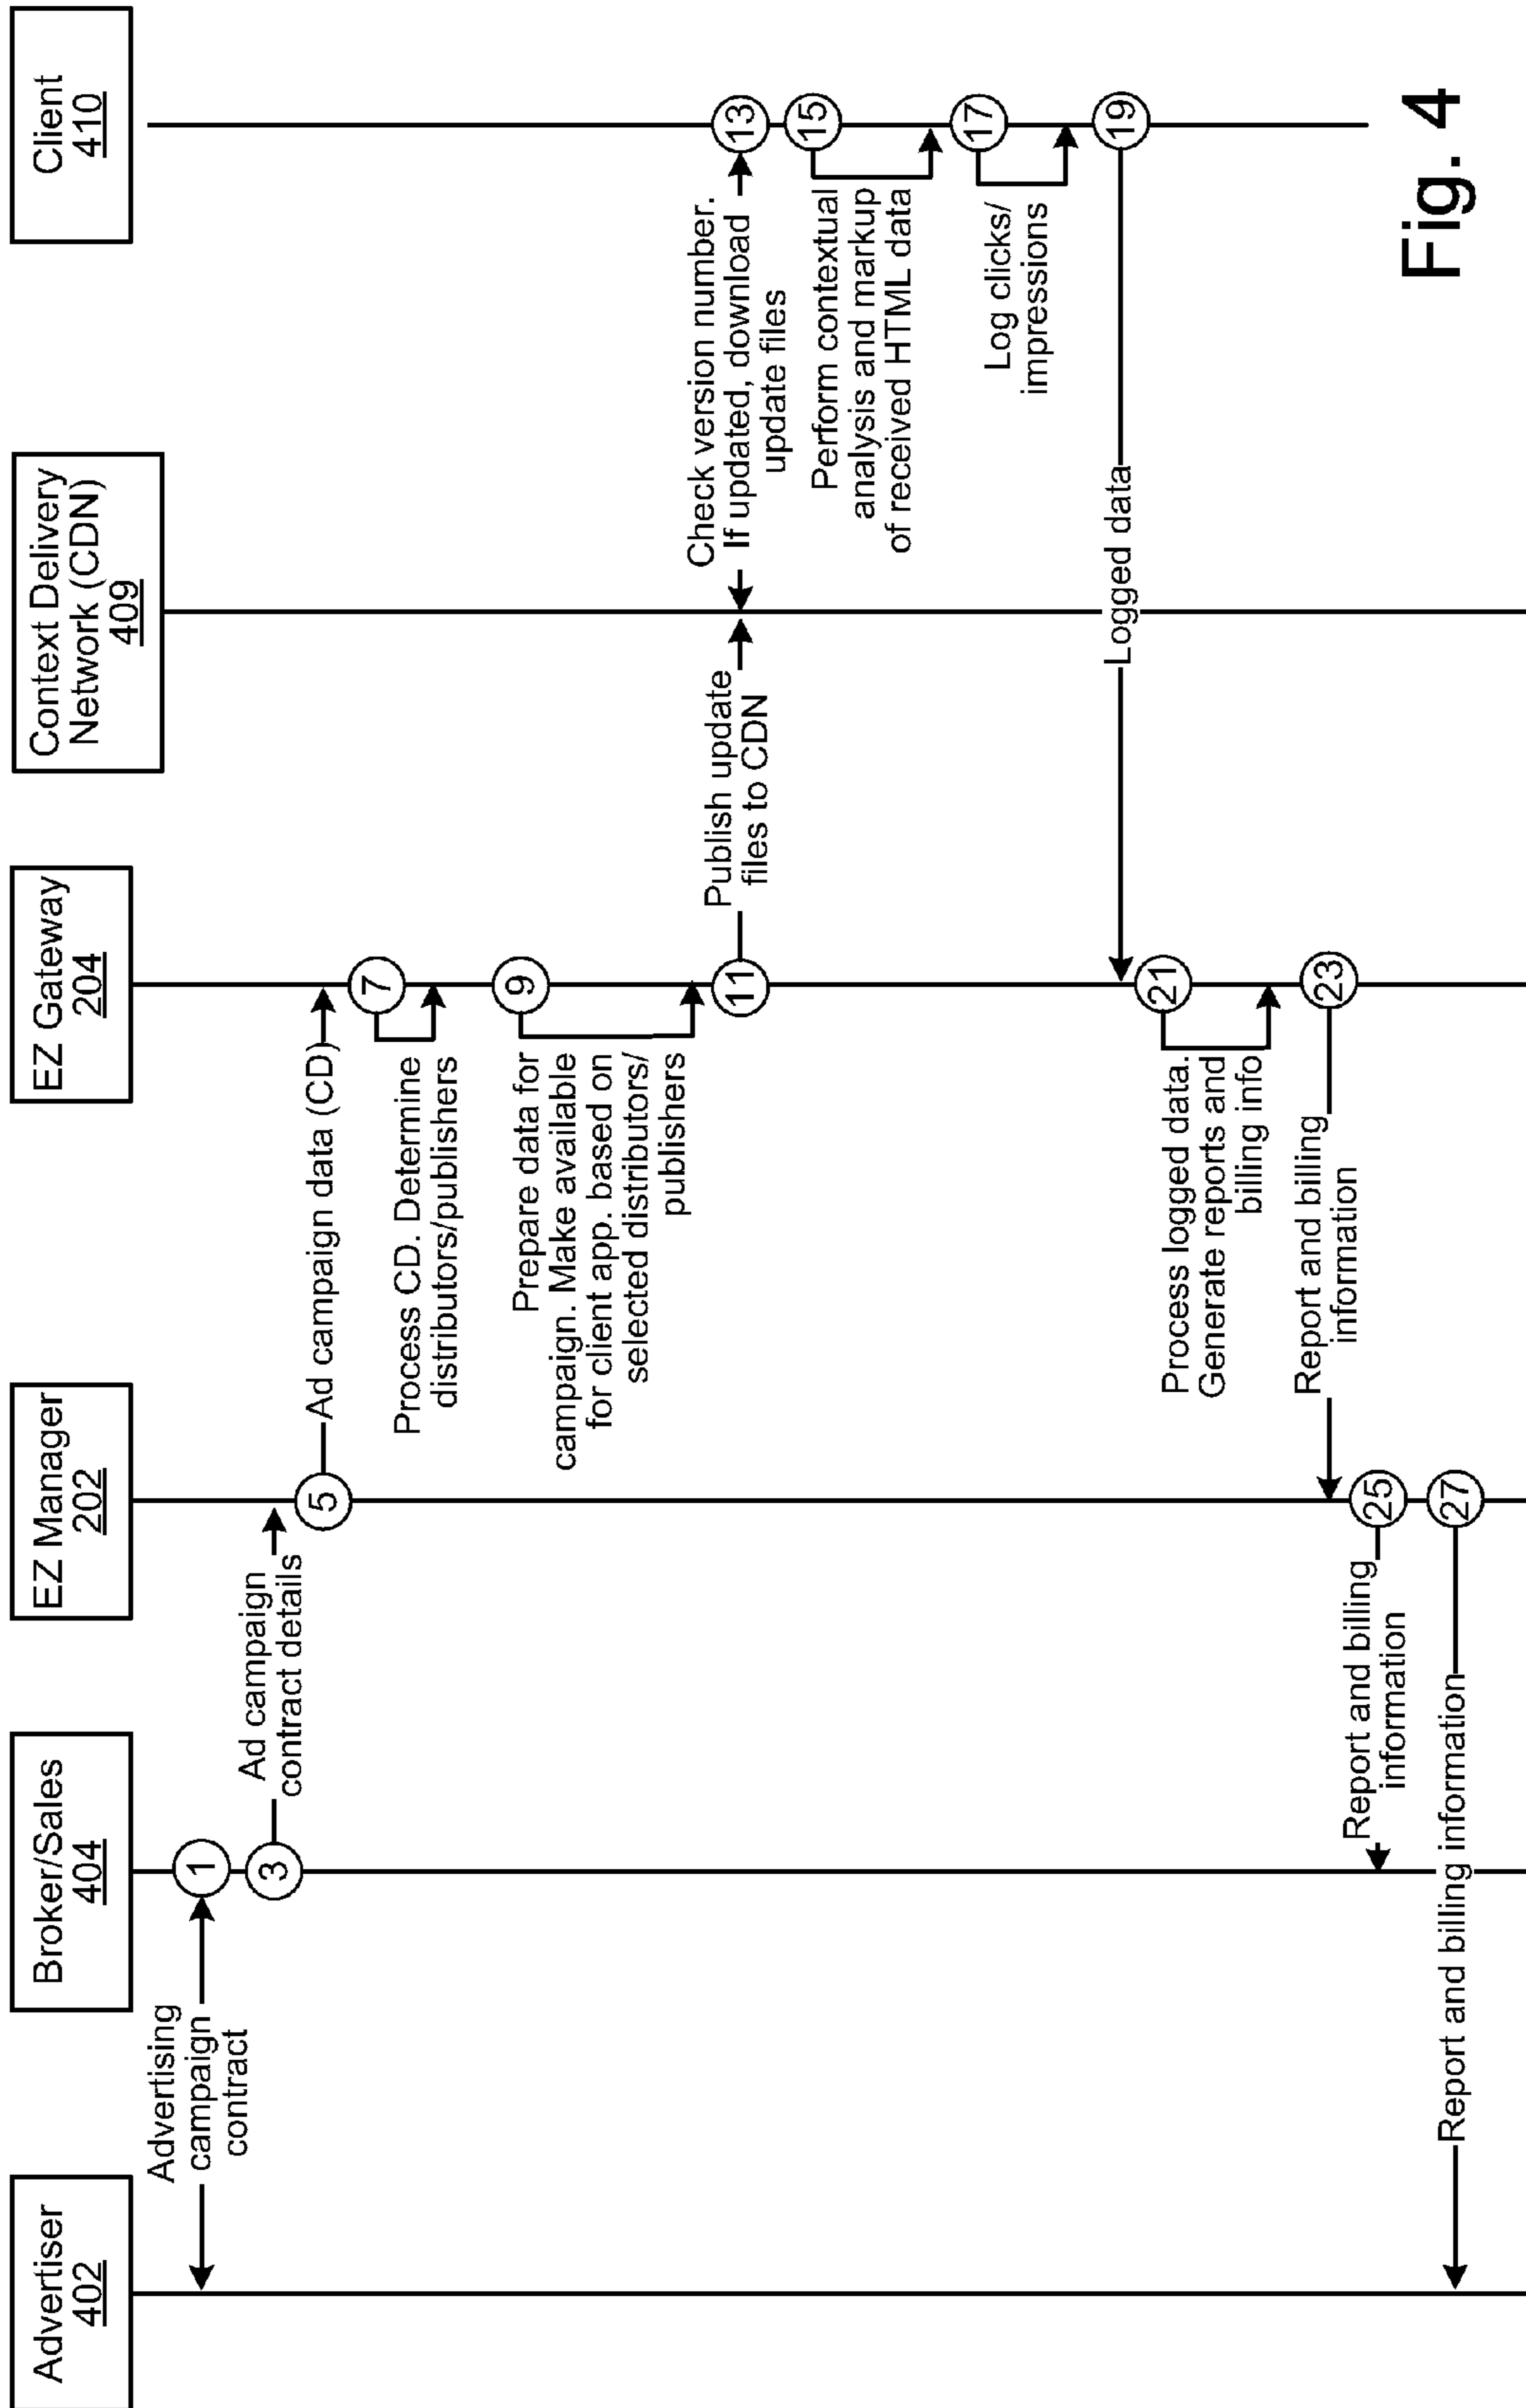 Advertiser
402
Broker/Sales
404
EZ Manager
202
EZ Gateway
204
Context Delivery
Network (CDN)
409
Client
410
Advertising
campaign
contract
1
3
Ad campaign
contract details
5
Ad campaign data (CD)
7
Process CD. Determine
distributors/publishers
9
Prepare data for
campaign. Make available
for client app. based on
selected distributors/
publishers
11
Publish update
files to CDN
Check version number.
If updated, download
update files
13
15
Perform contextual
analysis and markup
of received HTML data
17
Log clicks/
impressions
19
Logged data
21
Process logged data.
Generate reports and
billing info
23
Report and billing
information
25
Report and billing
information
27
Report and billing information
Fig. 4